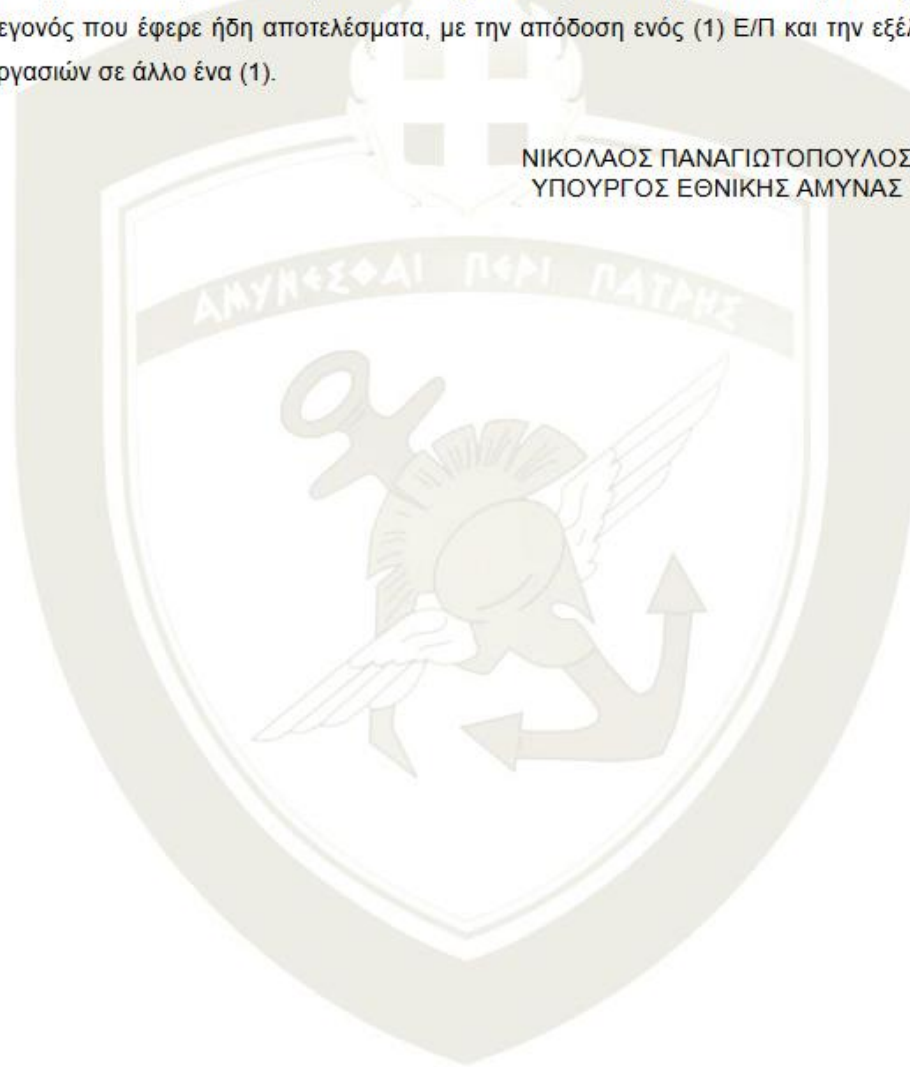 εγονός που έφερε ήδη αποτελέσματα, με την απόδοση ενός (1) Ε/Π και την εξέλ
ργασιών σε άλλο ένα (1).
ΝΙΚΟΛΑΟΣ ΠΑΝΑΓΙΩΤΟΠΟΥΛΟΣ
ΥΠΟΥΡΓΟΣ ΕΘΝΙΚΗΣ ΑΜΥΝΑΣ
ΑΜΥΝΕΣΘΑΙ ΠΕΡΙ ΠΑΤΡΗΣ